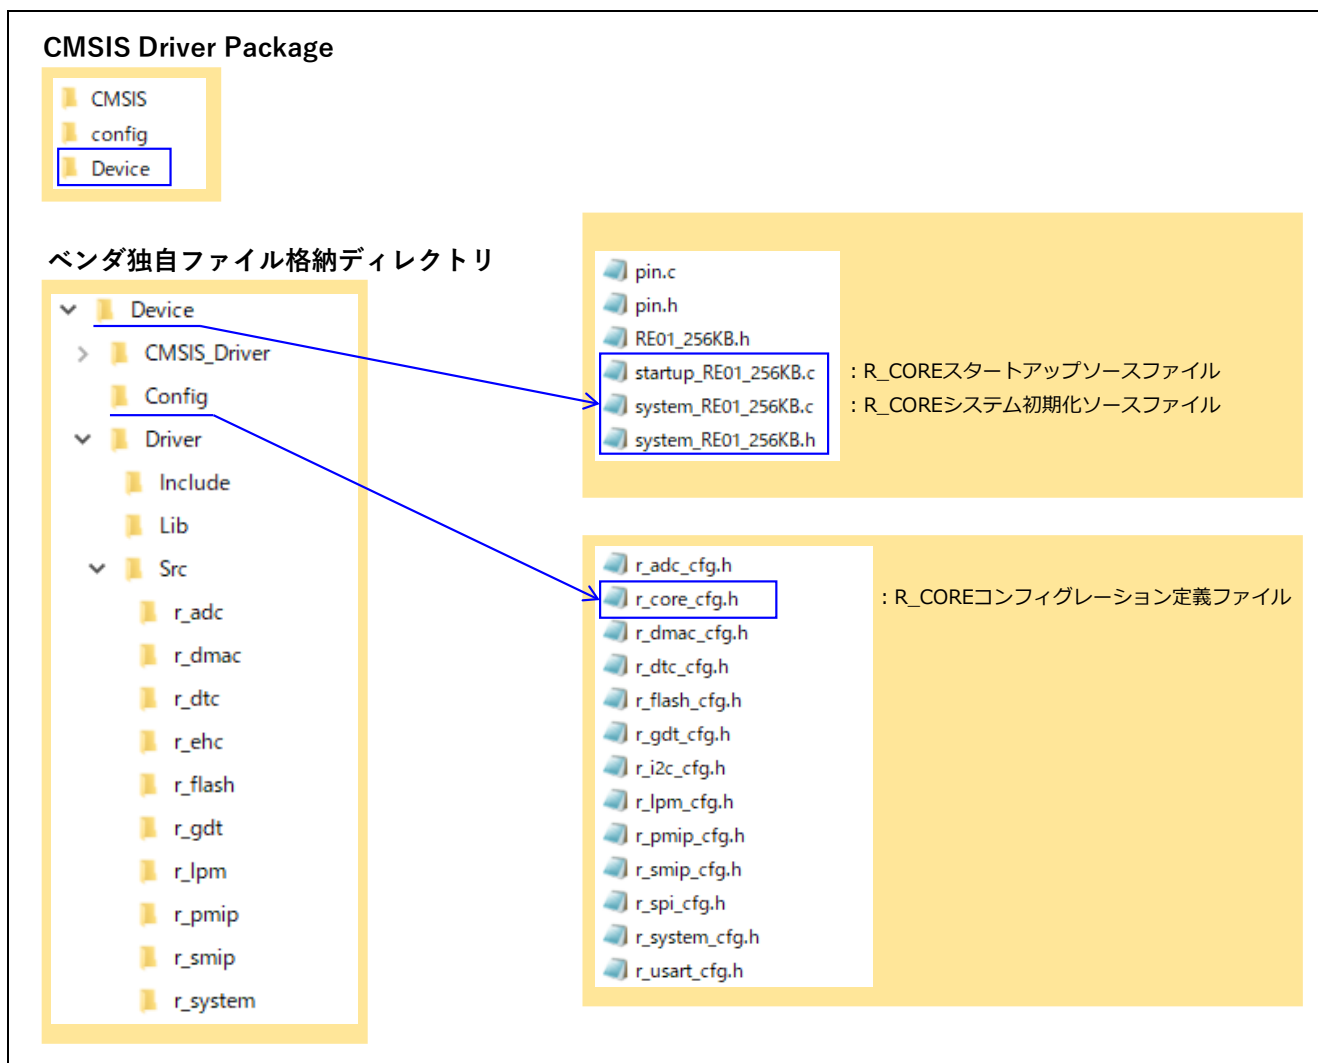 CMSIS Driver Package
CMSIS
config
Device
ベンダ独自ファイル格納ディレクトリ
Device
CMSIS_Driver
Config
Driver
Include
Lib
Src
r_adc
r_dmac
r_dtc
r_ehc
r_flash
r_gdt
r_lpm
r_pmip
r_smip
r_system
pin.c
pin.h
RE01_256KB.h
startup_RE01_256KB.c : R_COREスタートアップソースファイル
system_RE01_256KB.c : R_COREシステム初期化ソースファイル
system_RE01_256KB.h
r_adc_cfg.h
r_core_cfg.h : R_COREコンフィグレーション定義ファイル
r_dmac_cfg.h
r_dtc_cfg.h
r_flash_cfg.h
r_gdt_cfg.h
r_i2c_cfg.h
r_lpm_cfg.h
r_pmip_cfg.h
r_smip_cfg.h
r_spi_cfg.h
r_system_cfg.h
r_usart_cfg.h